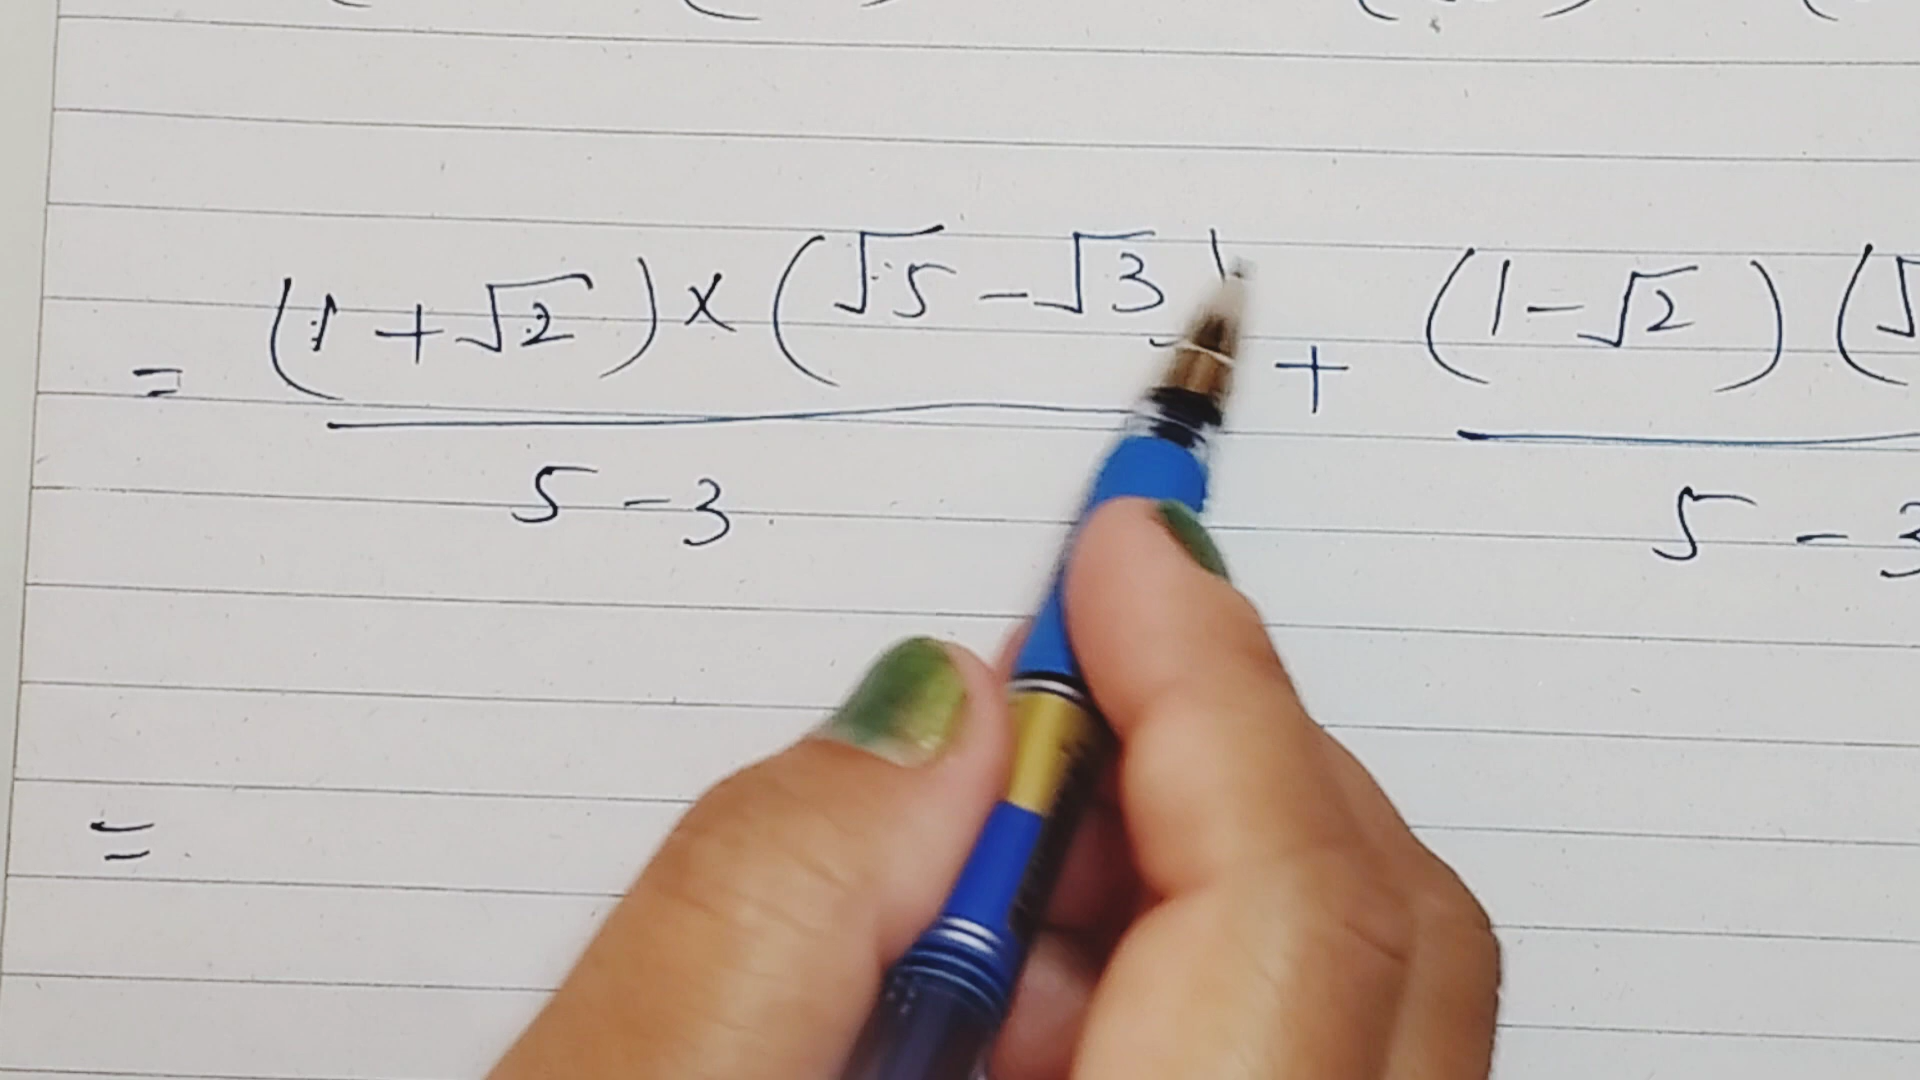 = (1 + √2) × (√5 - √3) + (1 - √2) (√
5 - 3 5 - 3
=